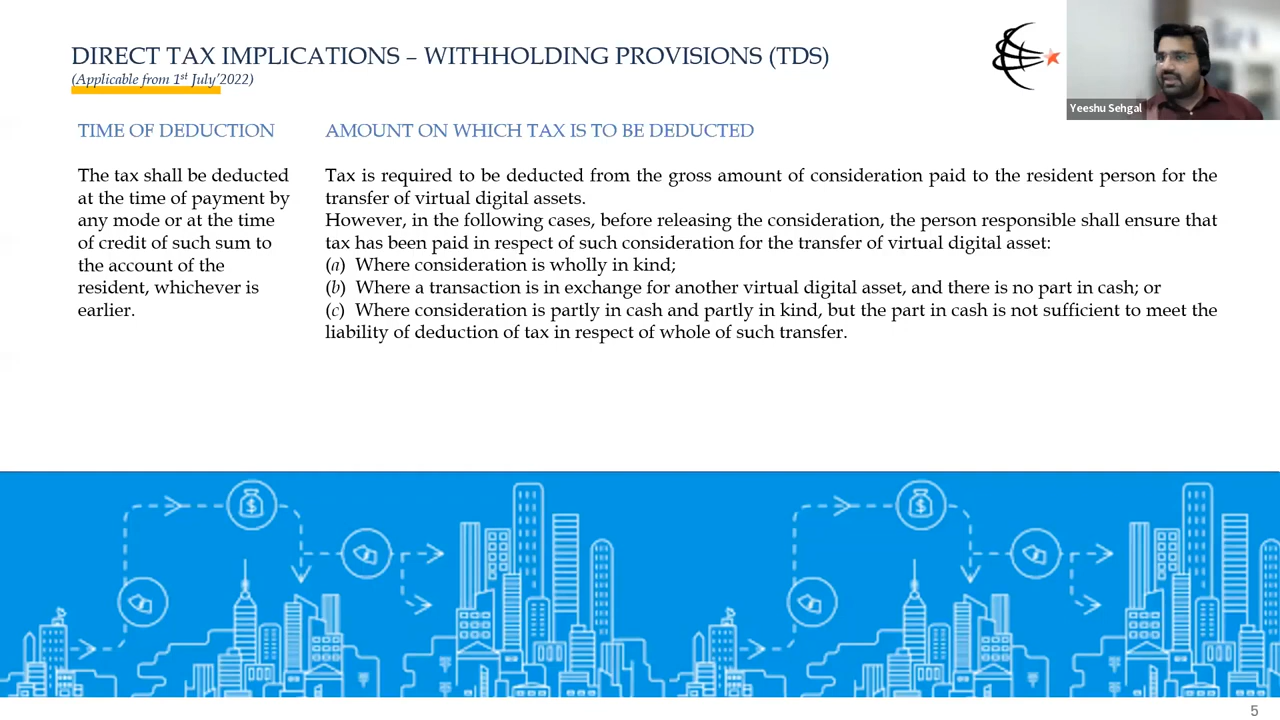 DIRECT TAX IMPLICATIONS – WITHHOLDING PROVISIONS (TDS)
(Applicable from 1st July'2022)
Yeeshu Sehgal
TIME OF DEDUCTION
The tax shall be deducted
at the time of payment by
any mode or at the time
of credit of such sum to
the account of the
resident, whichever is
earlier.
AMOUNT ON WHICH TAX IS TO BE DEDUCTED
Tax is required to be deducted from the gross amount of consideration paid to the resident person for the
transfer of virtual digital assets.
However, in the following cases, before releasing the consideration, the person responsible shall ensure that
tax has been paid in respect of such consideration for the transfer of virtual digital asset:
(a) Where consideration is wholly in kind;
(b) Where a transaction is in exchange for another virtual digital asset, and there is no part in cash; or
(c) Where consideration is partly in cash and partly in kind, but the part in cash is not sufficient to meet the
liability of deduction of tax in respect of whole of such transfer.
$
$
5